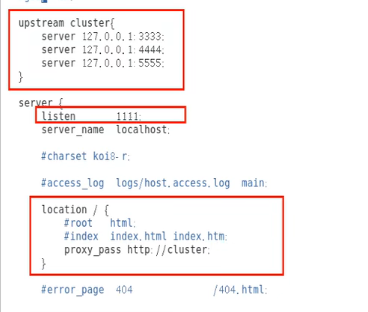 upstream cluster{
server 127.0.0.1:3333;
server 127.0.0.1:4444;
server 127.0.0.1:5555;
}
server {
listen 1111;
server_name localhost;
#charset koi8-r;
#access_log logs/host.access.log main;
location / {
#root html;
#index index.html index.htm;
proxy_pass http://cluster;
}
#error_page 404 /404.html;